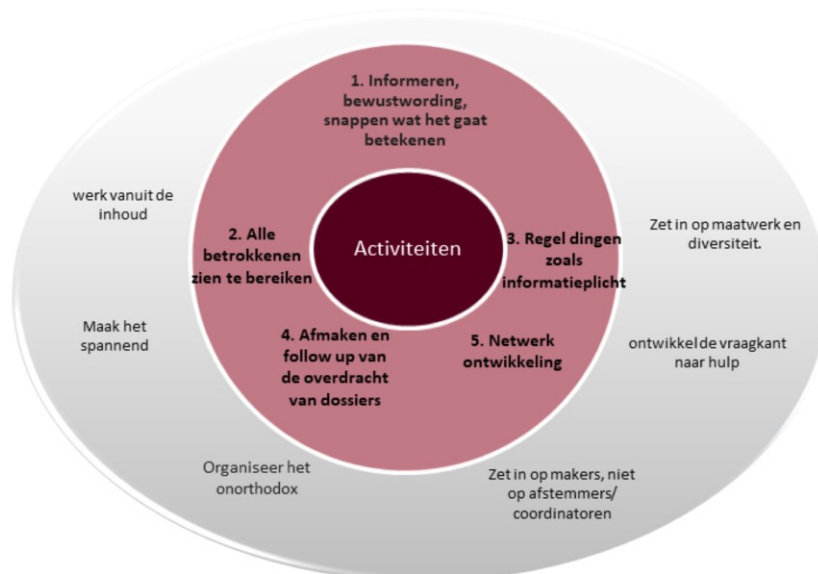 1. Informeren,
bewustwording,
snappen wat het gaat
betekenen
werk vanuit de
inhoud
2. Alle
betrokkenen
zien te bereiken
Activiteiten
3. Regel dingen
zoals
informatieplicht
Zet in op maatwerk en
diversiteit.
Maak het
spannend
4. Afmaken en
follow up van
de overdracht
van dossiers
5. Netwerk
ontwikkeling
ontwikkel de vraagkant
naar hulp
Organiseer het
onorthodox
Zet in op makers, niet
op afstemmers/
coordinatoren